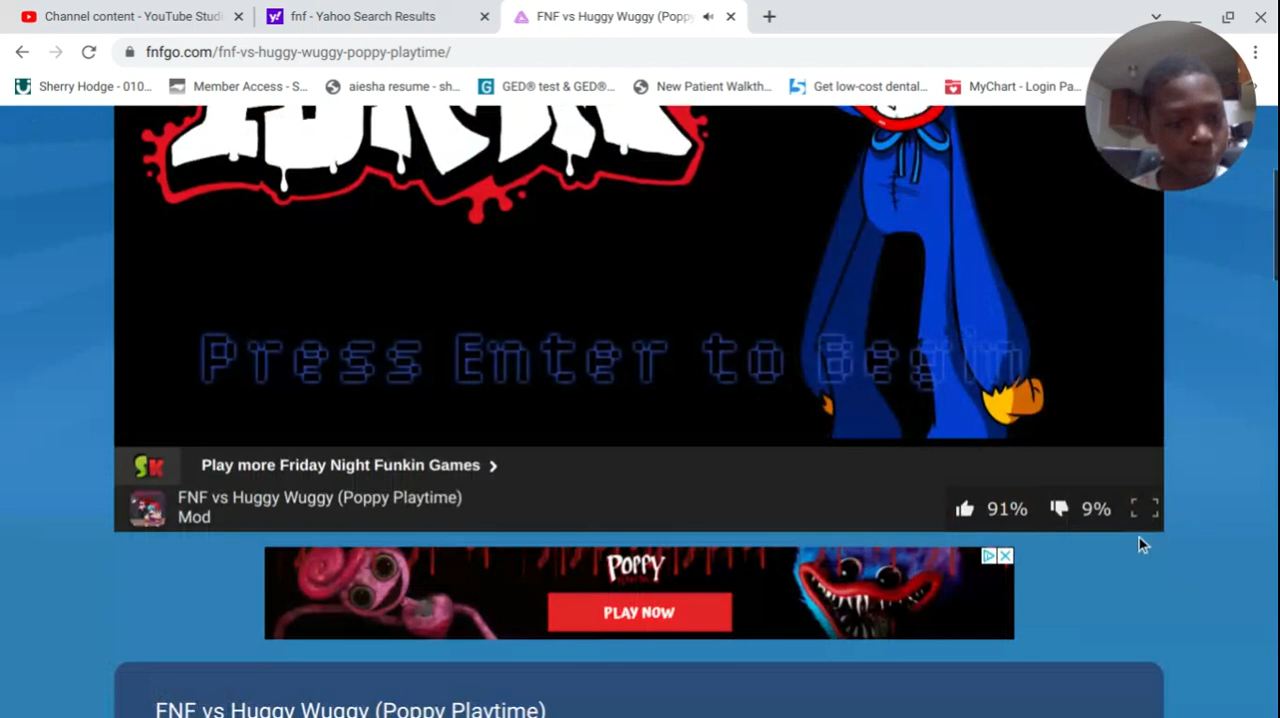 Channel content - YouTube Studi
fnf - Yahoo Search Results
FNF vs Huggy Wuggy (Poppy
fnfgo.com/fnf-vs-huggy-wuggy-poppy-playtime/
Sherry Hodge - 010...
Member Access - S...
aiesha resume - sh...
GED® test & GED®...
New Patient Walkth...
Get low-cost dental...
MyChart - Login Pa...
FUNKIN
Press Enter to Begin
SK
Play more Friday Night Funkin Games
FNF vs Huggy Wuggy (Poppy Playtime)
Mod
91%
9%
POPPY
PLAY NOW
FNF vs Huggy Wuggy (Poppy Playtime)